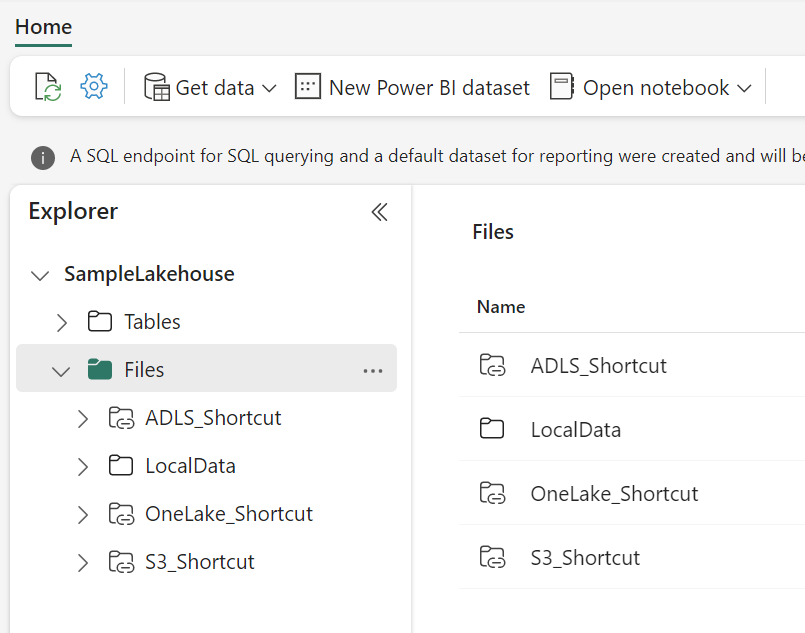 Home
Get data New Power BI dataset Open notebook
A SQL endpoint for SQL querying and a default dataset for reporting were created and will
Explorer
SampleLakehouse
Tables
Files
ADLS_Shortcut
LocalData
OneLake_Shortcut
S3_Shortcut
Files
Name
ADLS_Shortcut
LocalData
OneLake_Shortcut
S3_Shortcut